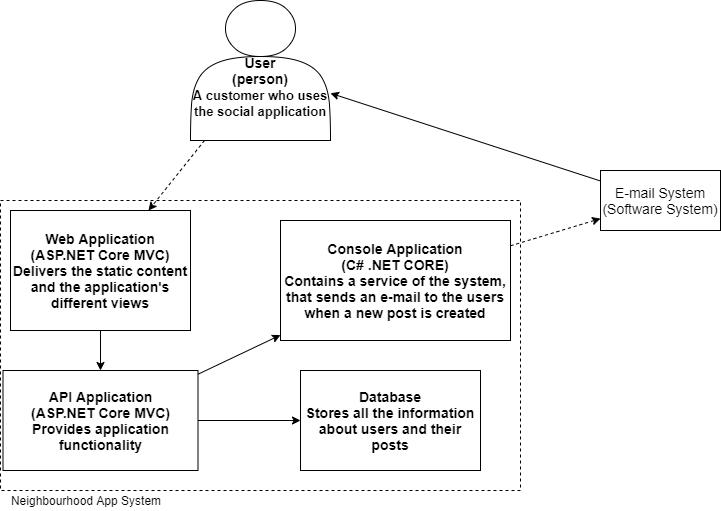 User
(person)
A customer who uses
the social application
E-mail System
(Software System)
Web Application
(ASP.NET Core MVC)
Delivers the static content
and the application's
different views
Console Application
(C# .NET CORE)
Contains a service of the system,
that sends an e-mail to the users
when a new post is created
API Application
(ASP.NET Core MVC)
Provides application
functionality
Database
Stores all the information
about users and their
posts
Neighbourhood App System